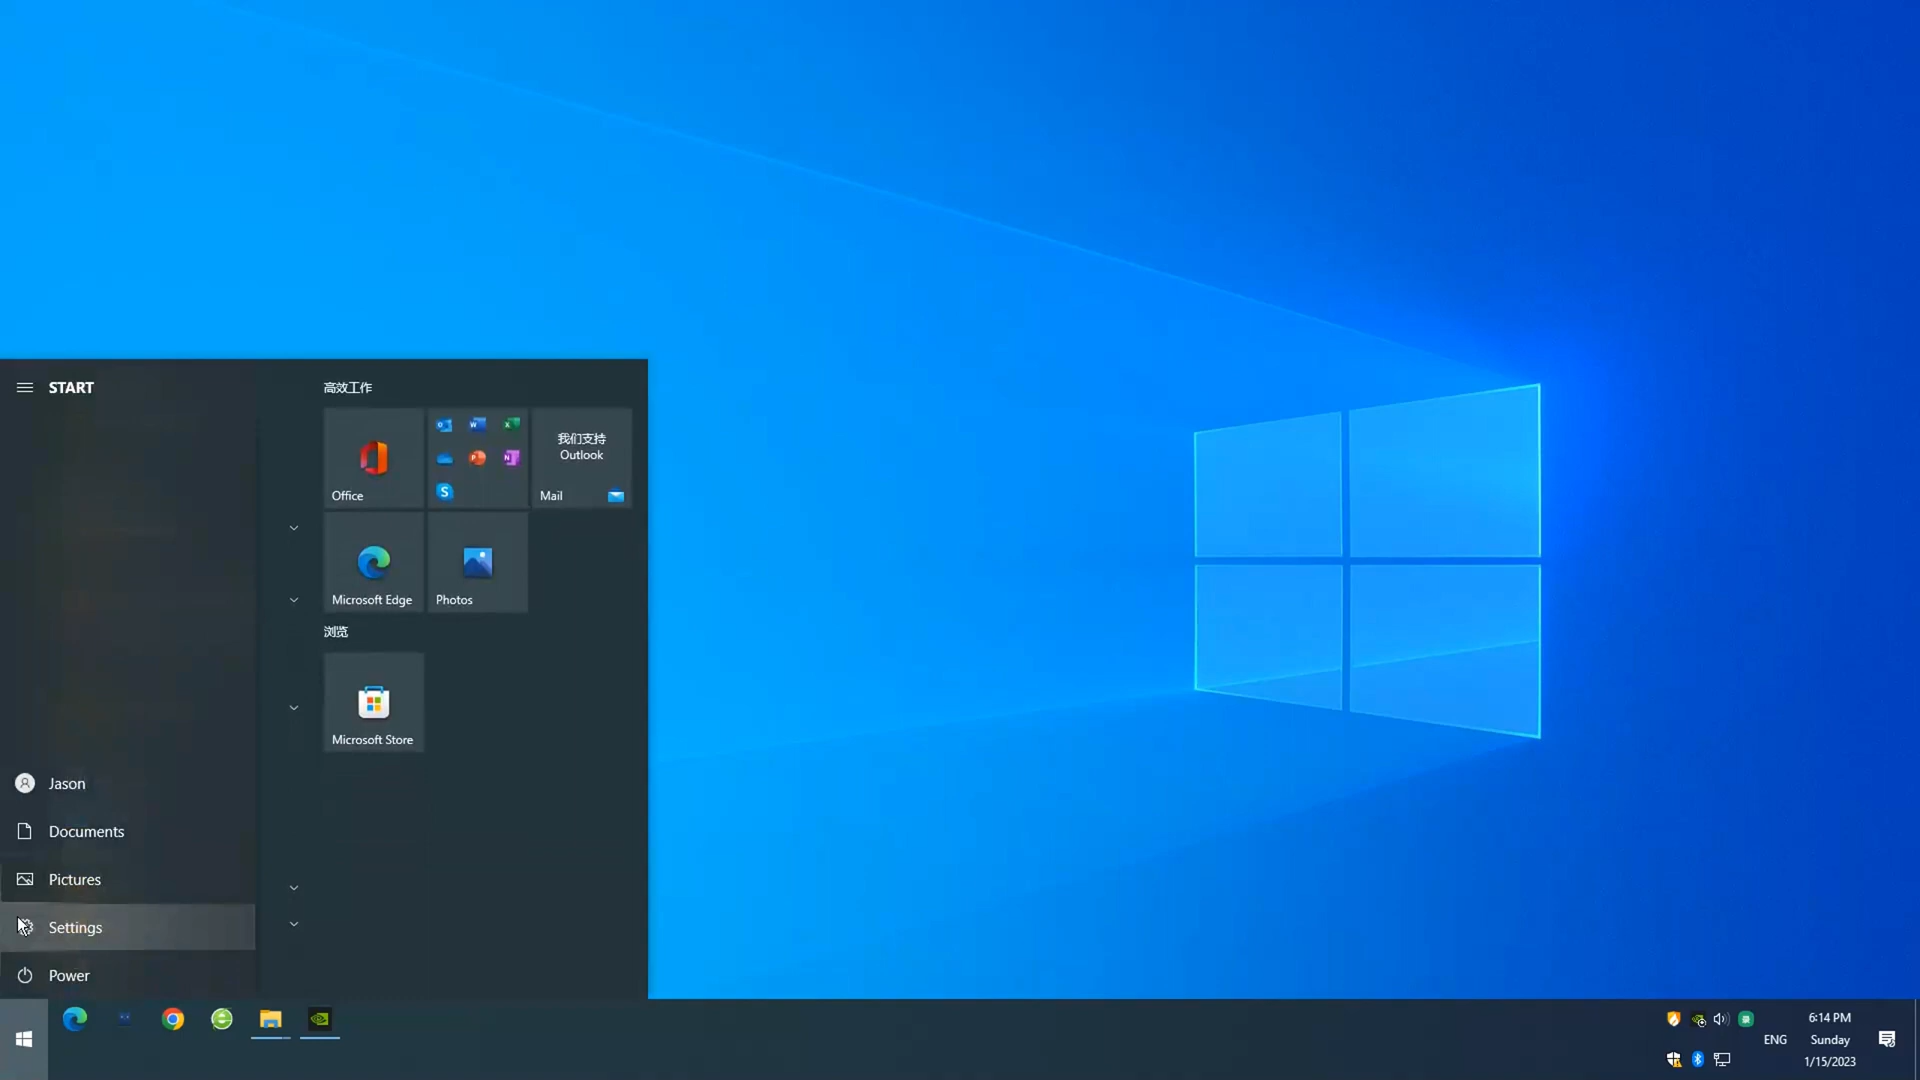 START
高效工作
Office
我们支持
Outlook
Mail
Microsoft Edge
Photos
浏览
Microsoft Store
Jason
Documents
Pictures
Settings
Power
ENG
6:14 PM
Sunday
1/15/2023